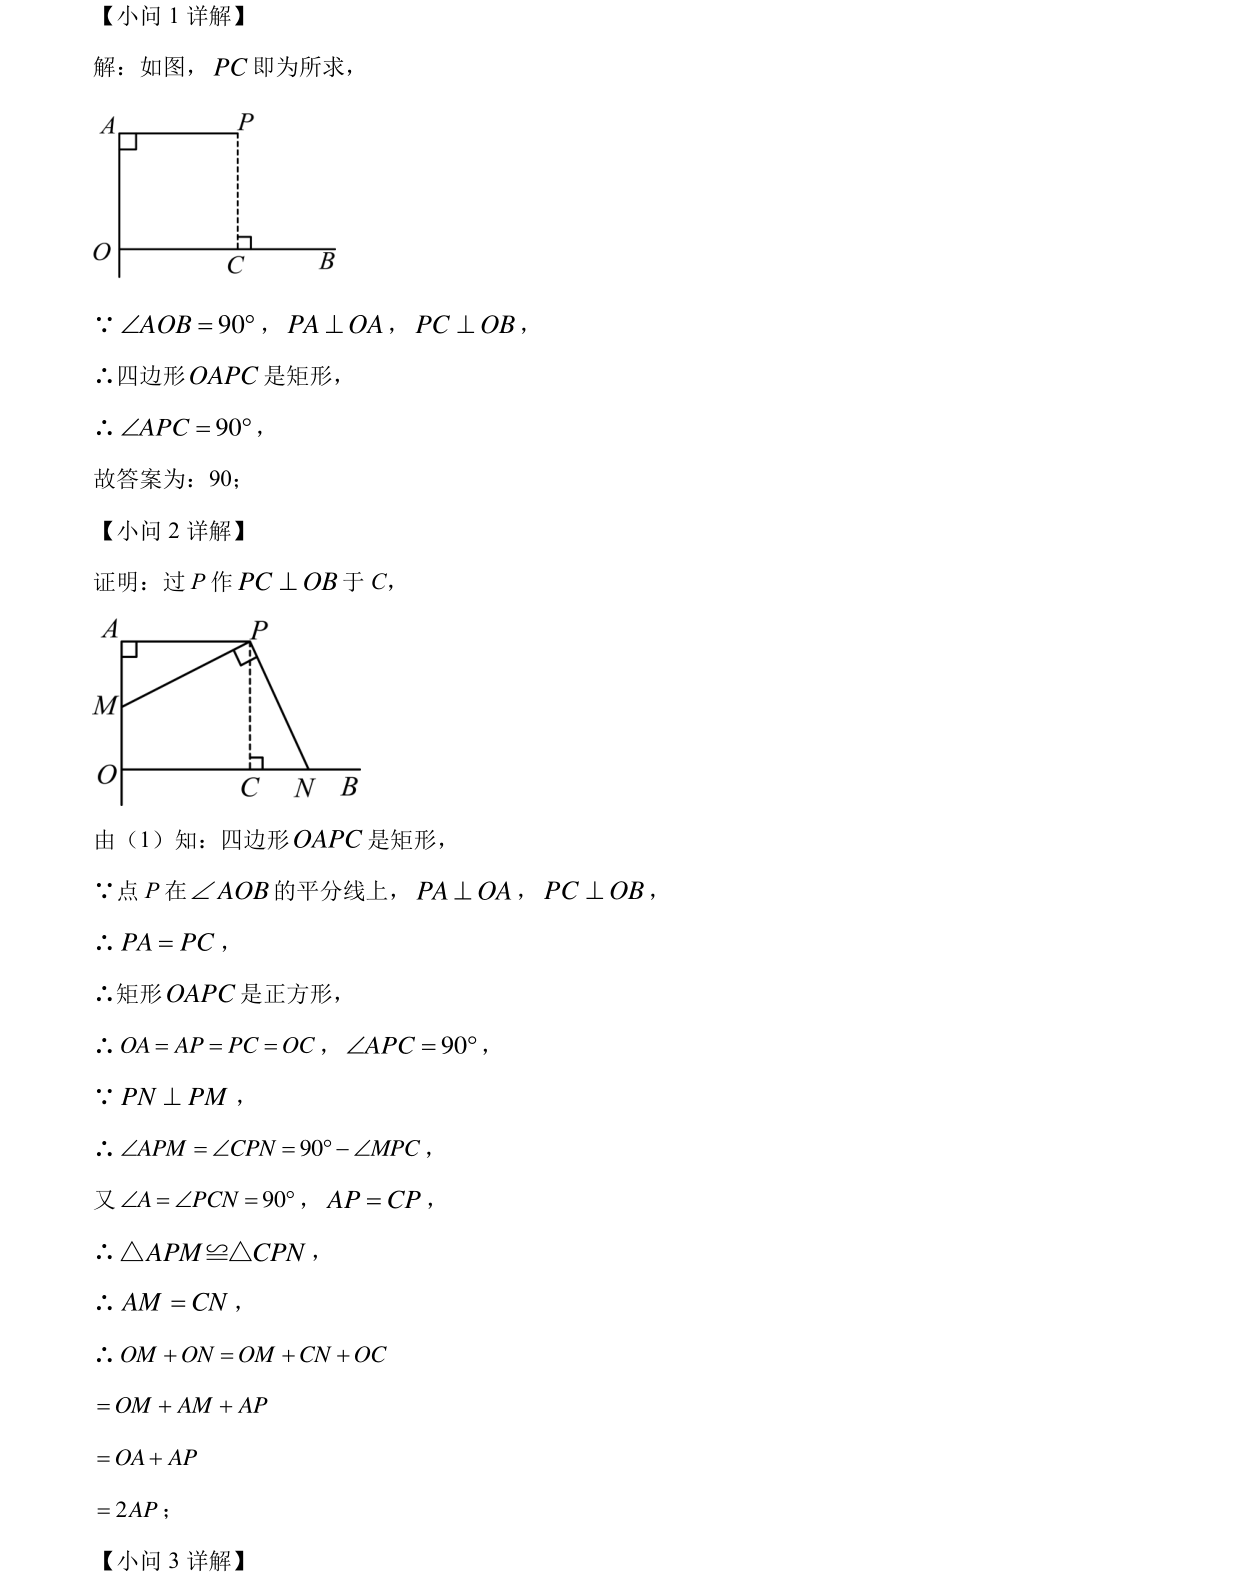 【小问 1 详解】
解：如图， PC 即为所求，
A P
O C B
∵ ∠AOB = 90°， PA ⊥ OA， PC ⊥ OB，
∴四边形 OAPC 是矩形，
∴ ∠APC = 90°，
故答案为：90；
【小问 2 详解】
证明：过 P 作 PC ⊥ OB 于 C，
A P
M
O C N B
由（1）知：四边形 OAPC 是矩形，
∵点 P 在∠AOB 的平分线上， PA ⊥ OA， PC ⊥ OB，
∴ PA = PC，
∴矩形 OAPC 是正方形，
∴ OA = AP = PC = OC， ∠APC = 90°，
∵ PN ⊥ PM，
∴ ∠APM = ∠CPN = 90° − ∠MPC，
又 ∠A = ∠PCN = 90°， AP = CP，
∴ △APM≌△CPN，
∴ AM = CN，
∴ OM + ON = OM + CN + OC
= OM + AM + AP
= OA + AP
= 2AP；
【小问 3 详解】